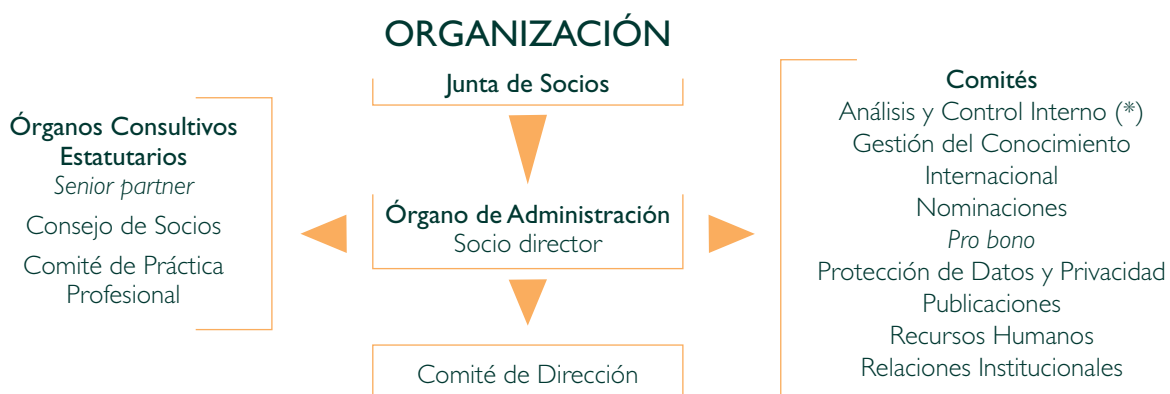 ORGANIZACIÓN
Junta de Socios
Órganos Consultivos
Estatutarios
Senior partner
Consejo de Socios
Comité de Práctica
Profesional
Órgano de Administración
Socio director
Comité de Dirección
Comités
Análisis y Control Interno (*)
Gestión del Conocimiento
Internacional
Nominaciones
Pro bono
Protección de Datos y Privacidad
Publicaciones
Recursos Humanos
Relaciones Institucionales